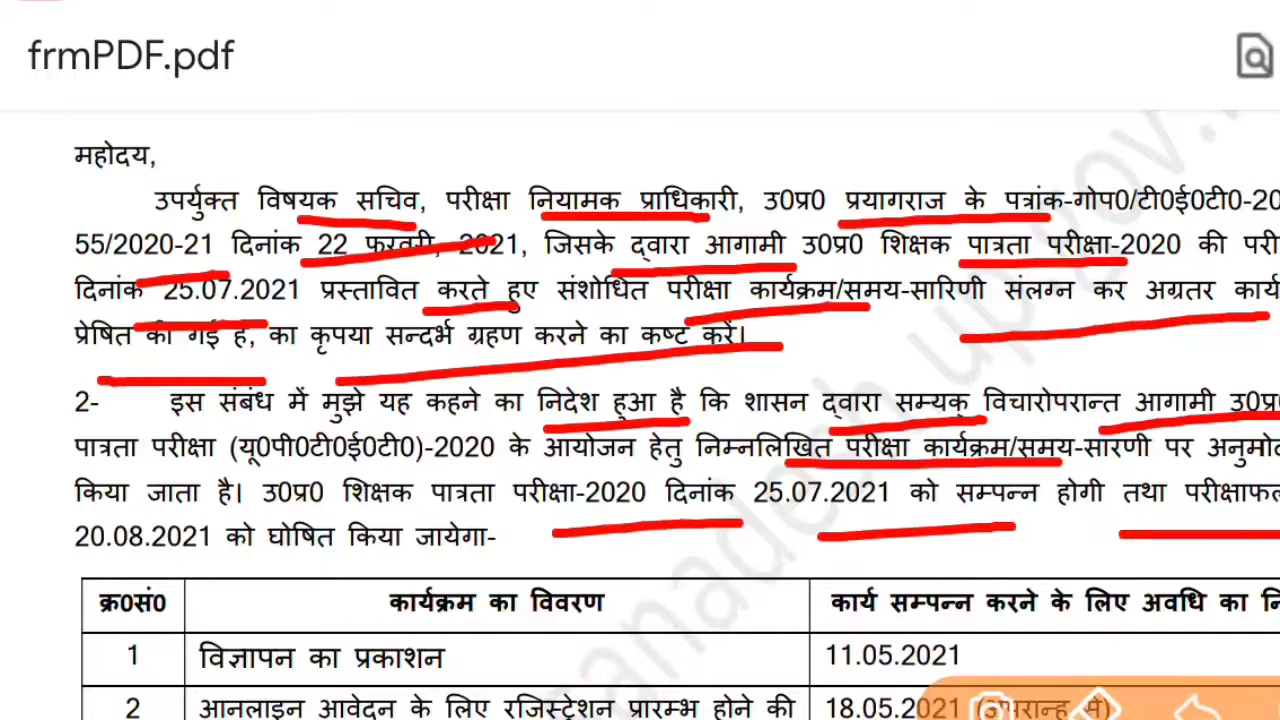 frmPDF.pdf
महोदय,
उपर्युक्त विषयक सचिव, परीक्षा नियामक प्राधिकारी, उ0प्र0 प्रयागराज के पत्रांक-गोप0/टी0ई0टी0-20
55/2020-21 दिनांक 22 फरवरी, 2021, जिसके द्वारा आगामी उ0प्र0 शिक्षक पात्रता परीक्षा-2020 की परी
दिनांक 25.07.2021 प्रस्तावित करते हुए संशोधित परीक्षा कार्यक्रम/समय-सारिणी संलग्न कर अग्रतर कार्य
प्रेषित की गई है, का कृपया सन्दर्भ ग्रहण करने का कष्ट करें।
2- इस संबंध में मुझे यह कहने का निदेश हुआ है कि शासन द्वारा सम्यक् विचारोपरान्त आगामी उ0प्र0
पात्रता परीक्षा (यू0पी0टी0ई0टी0)-2020 के आयोजन हेतु निम्नलिखित परीक्षा कार्यक्रम/समय-सारणी पर अनुमो
किया जाता है। उ0प्र0 शिक्षक पात्रता परीक्षा-2020 दिनांक 25.07.2021 को सम्पन्न होगी तथा परीक्षाफल
20.08.2021 को घोषित किया जायेगा-
क्र0सं0 कार्यक्रम का विवरण कार्य सम्पन्न करने के लिए अवधि का नि
1 विज्ञापन का प्रकाशन 11.05.2021
2 आनलाइन आवेदन के लिए रजिस्ट्रेशन प्रारम्भ होने की 18.05.2021 (उपरान्ह में)